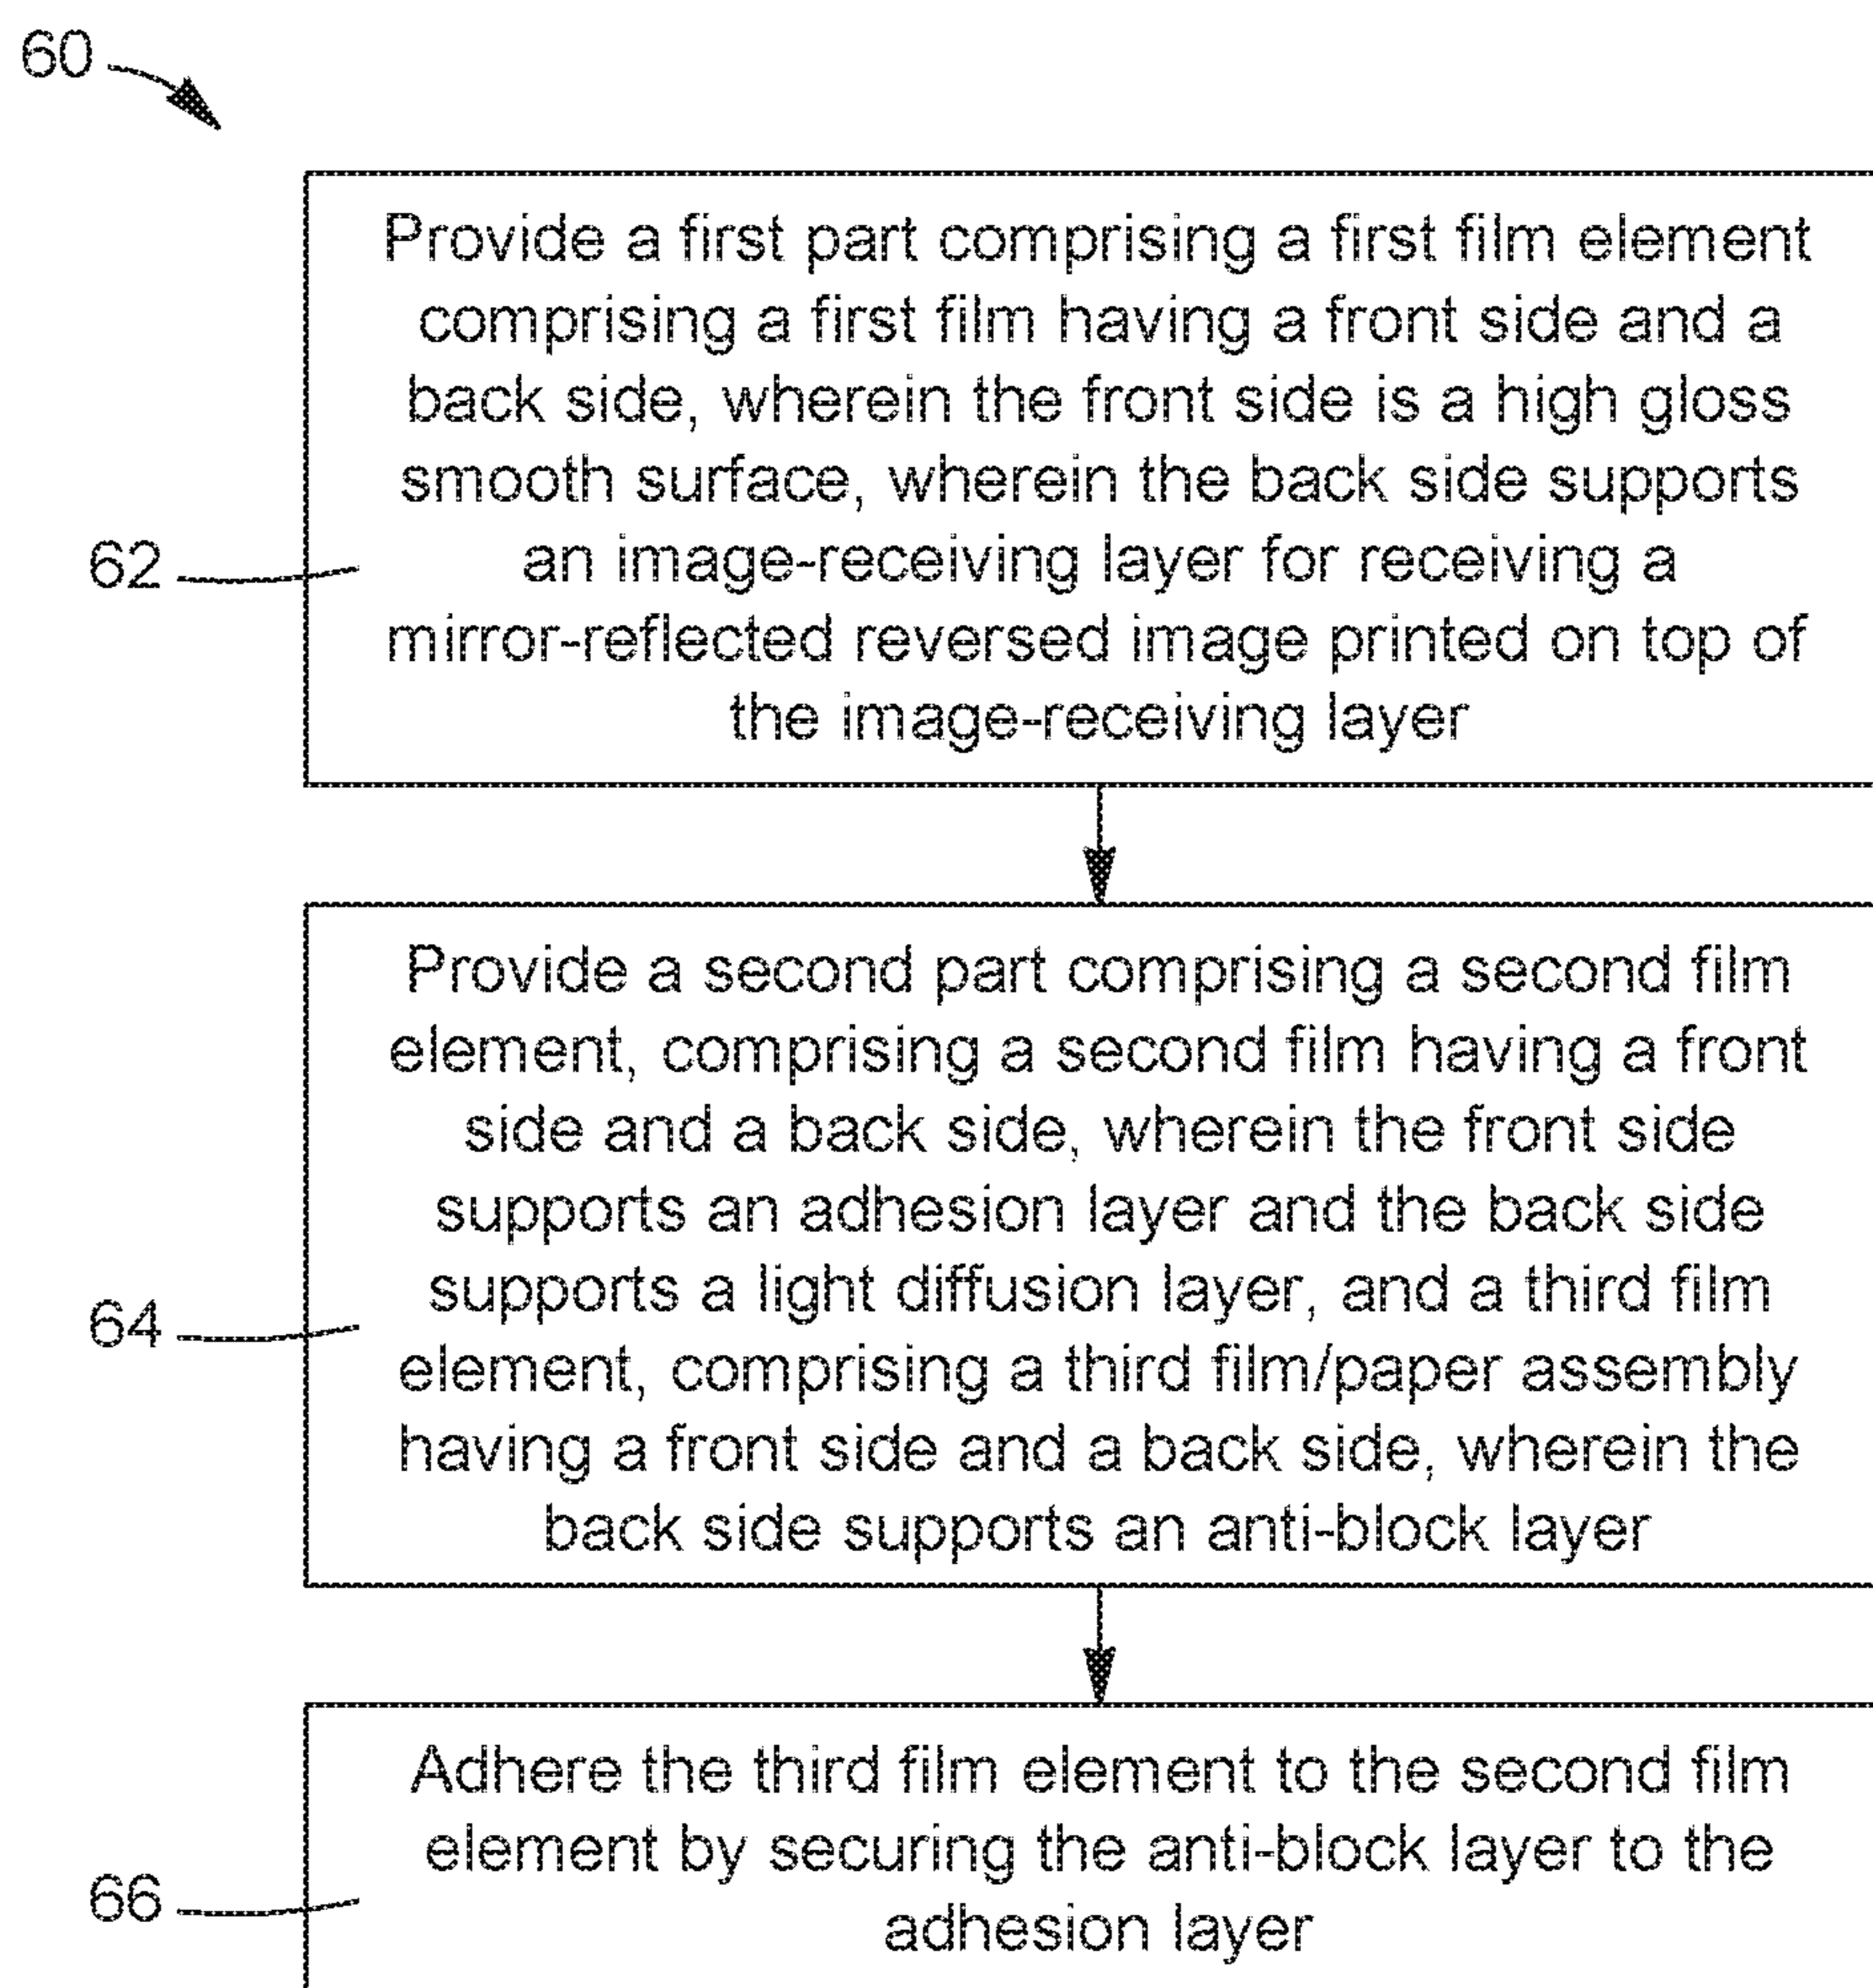 60
Provide a first part comprising a first film element
comprising a first film having a front side and a
back side, wherein the front side is a high gloss
smooth surface, wherein the back side supports
an image-receiving layer for receiving a
mirror-reflected reversed image printed on top of
the image-receiving layer
62
Provide a second part comprising a second film
element, comprising a second film having a front
side and a back side, wherein the front side
supports an adhesion layer and the back side
supports a light diffusion layer, and a third film
element, comprising a third film/paper assembly
having a front side and a back side, wherein the
back side supports an anti-block layer
64
Adhere the third film element to the second film
element by securing the anti-block layer to the
adhesion layer
66